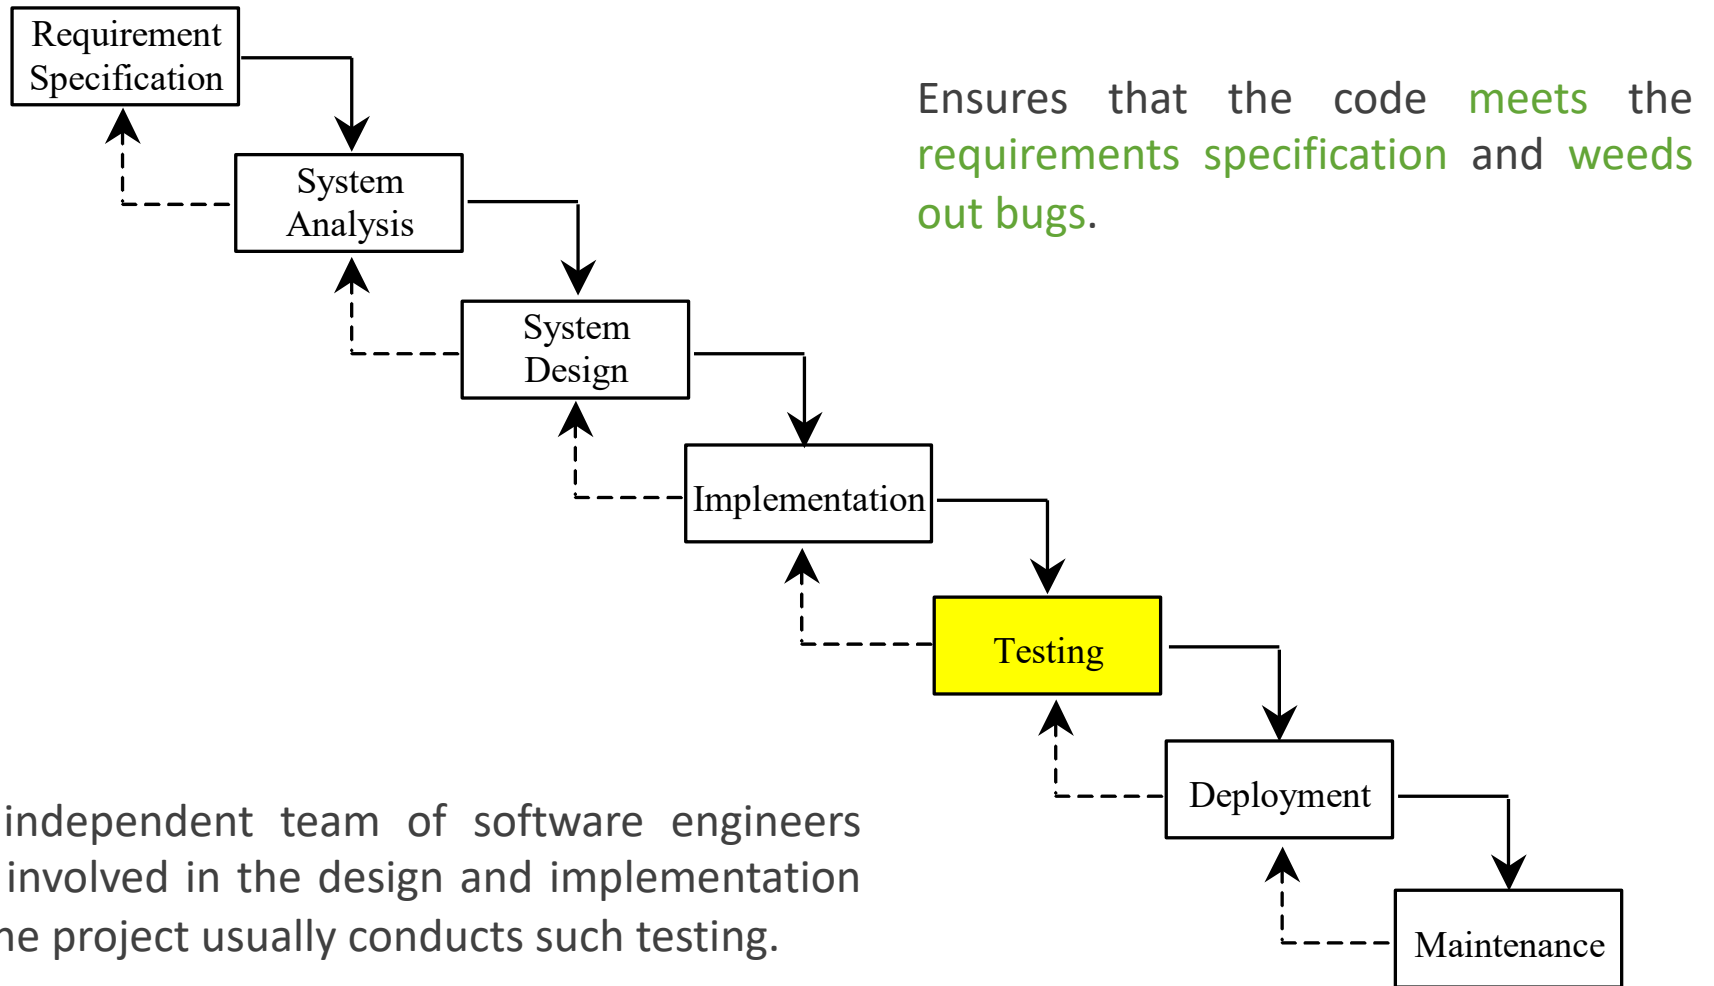 Requirement
Specification
Ensures that the code meets the
requirements specification and weeds
out bugs.
System
Analysis
System
Design
Implementation
Testing
Deployment
independent team of software engineers
involved in the design and implementation
he project usually conducts such testing.
Maintenance